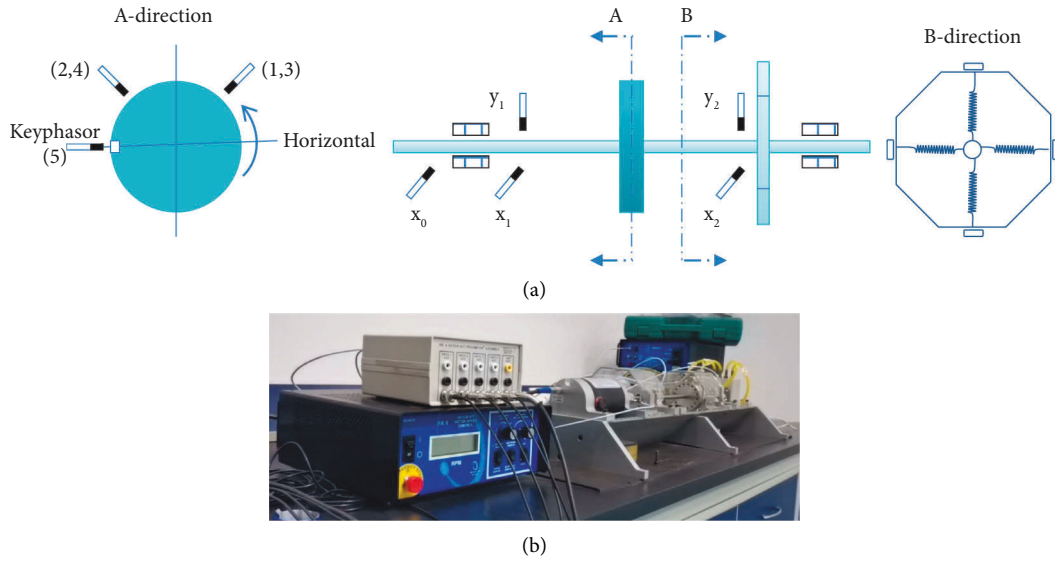 A-direction
(2,4)
(1,3)
Keyphasor
(5)
Horizontal
A
B
y1
y2
x0
x1
x2
B-direction
(a)
RPM
(b)